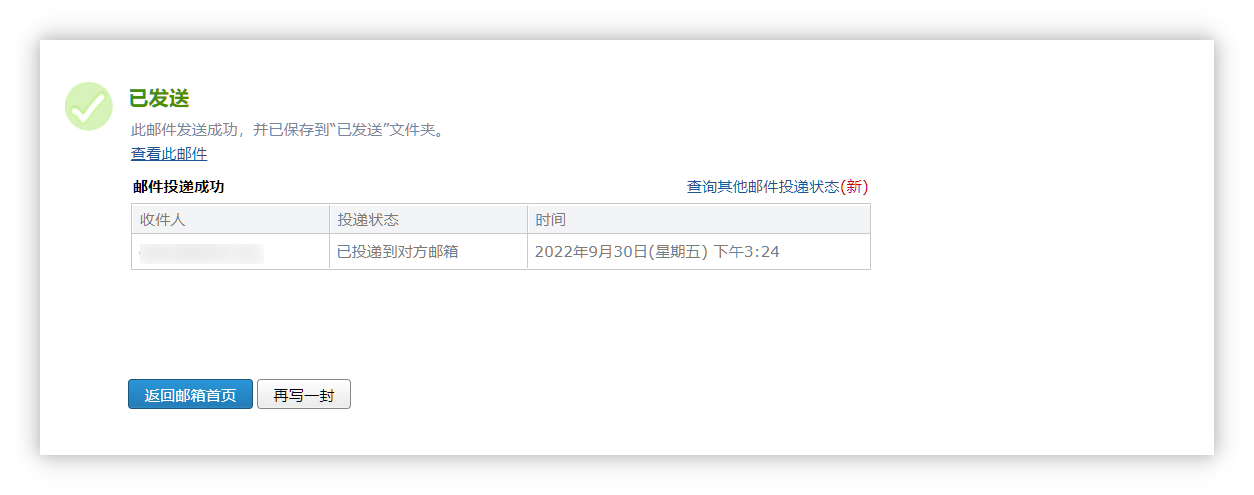 已发送
此邮件发送成功，并已保存到“已发送”文件夹。
查看此邮件
邮件投递成功 查询其他邮件投递状态(新)
收件人 投递状态 时间
已投递到对方邮箱 2022年9月30日(星期五) 下午3:24
返回邮箱首页 再写一封